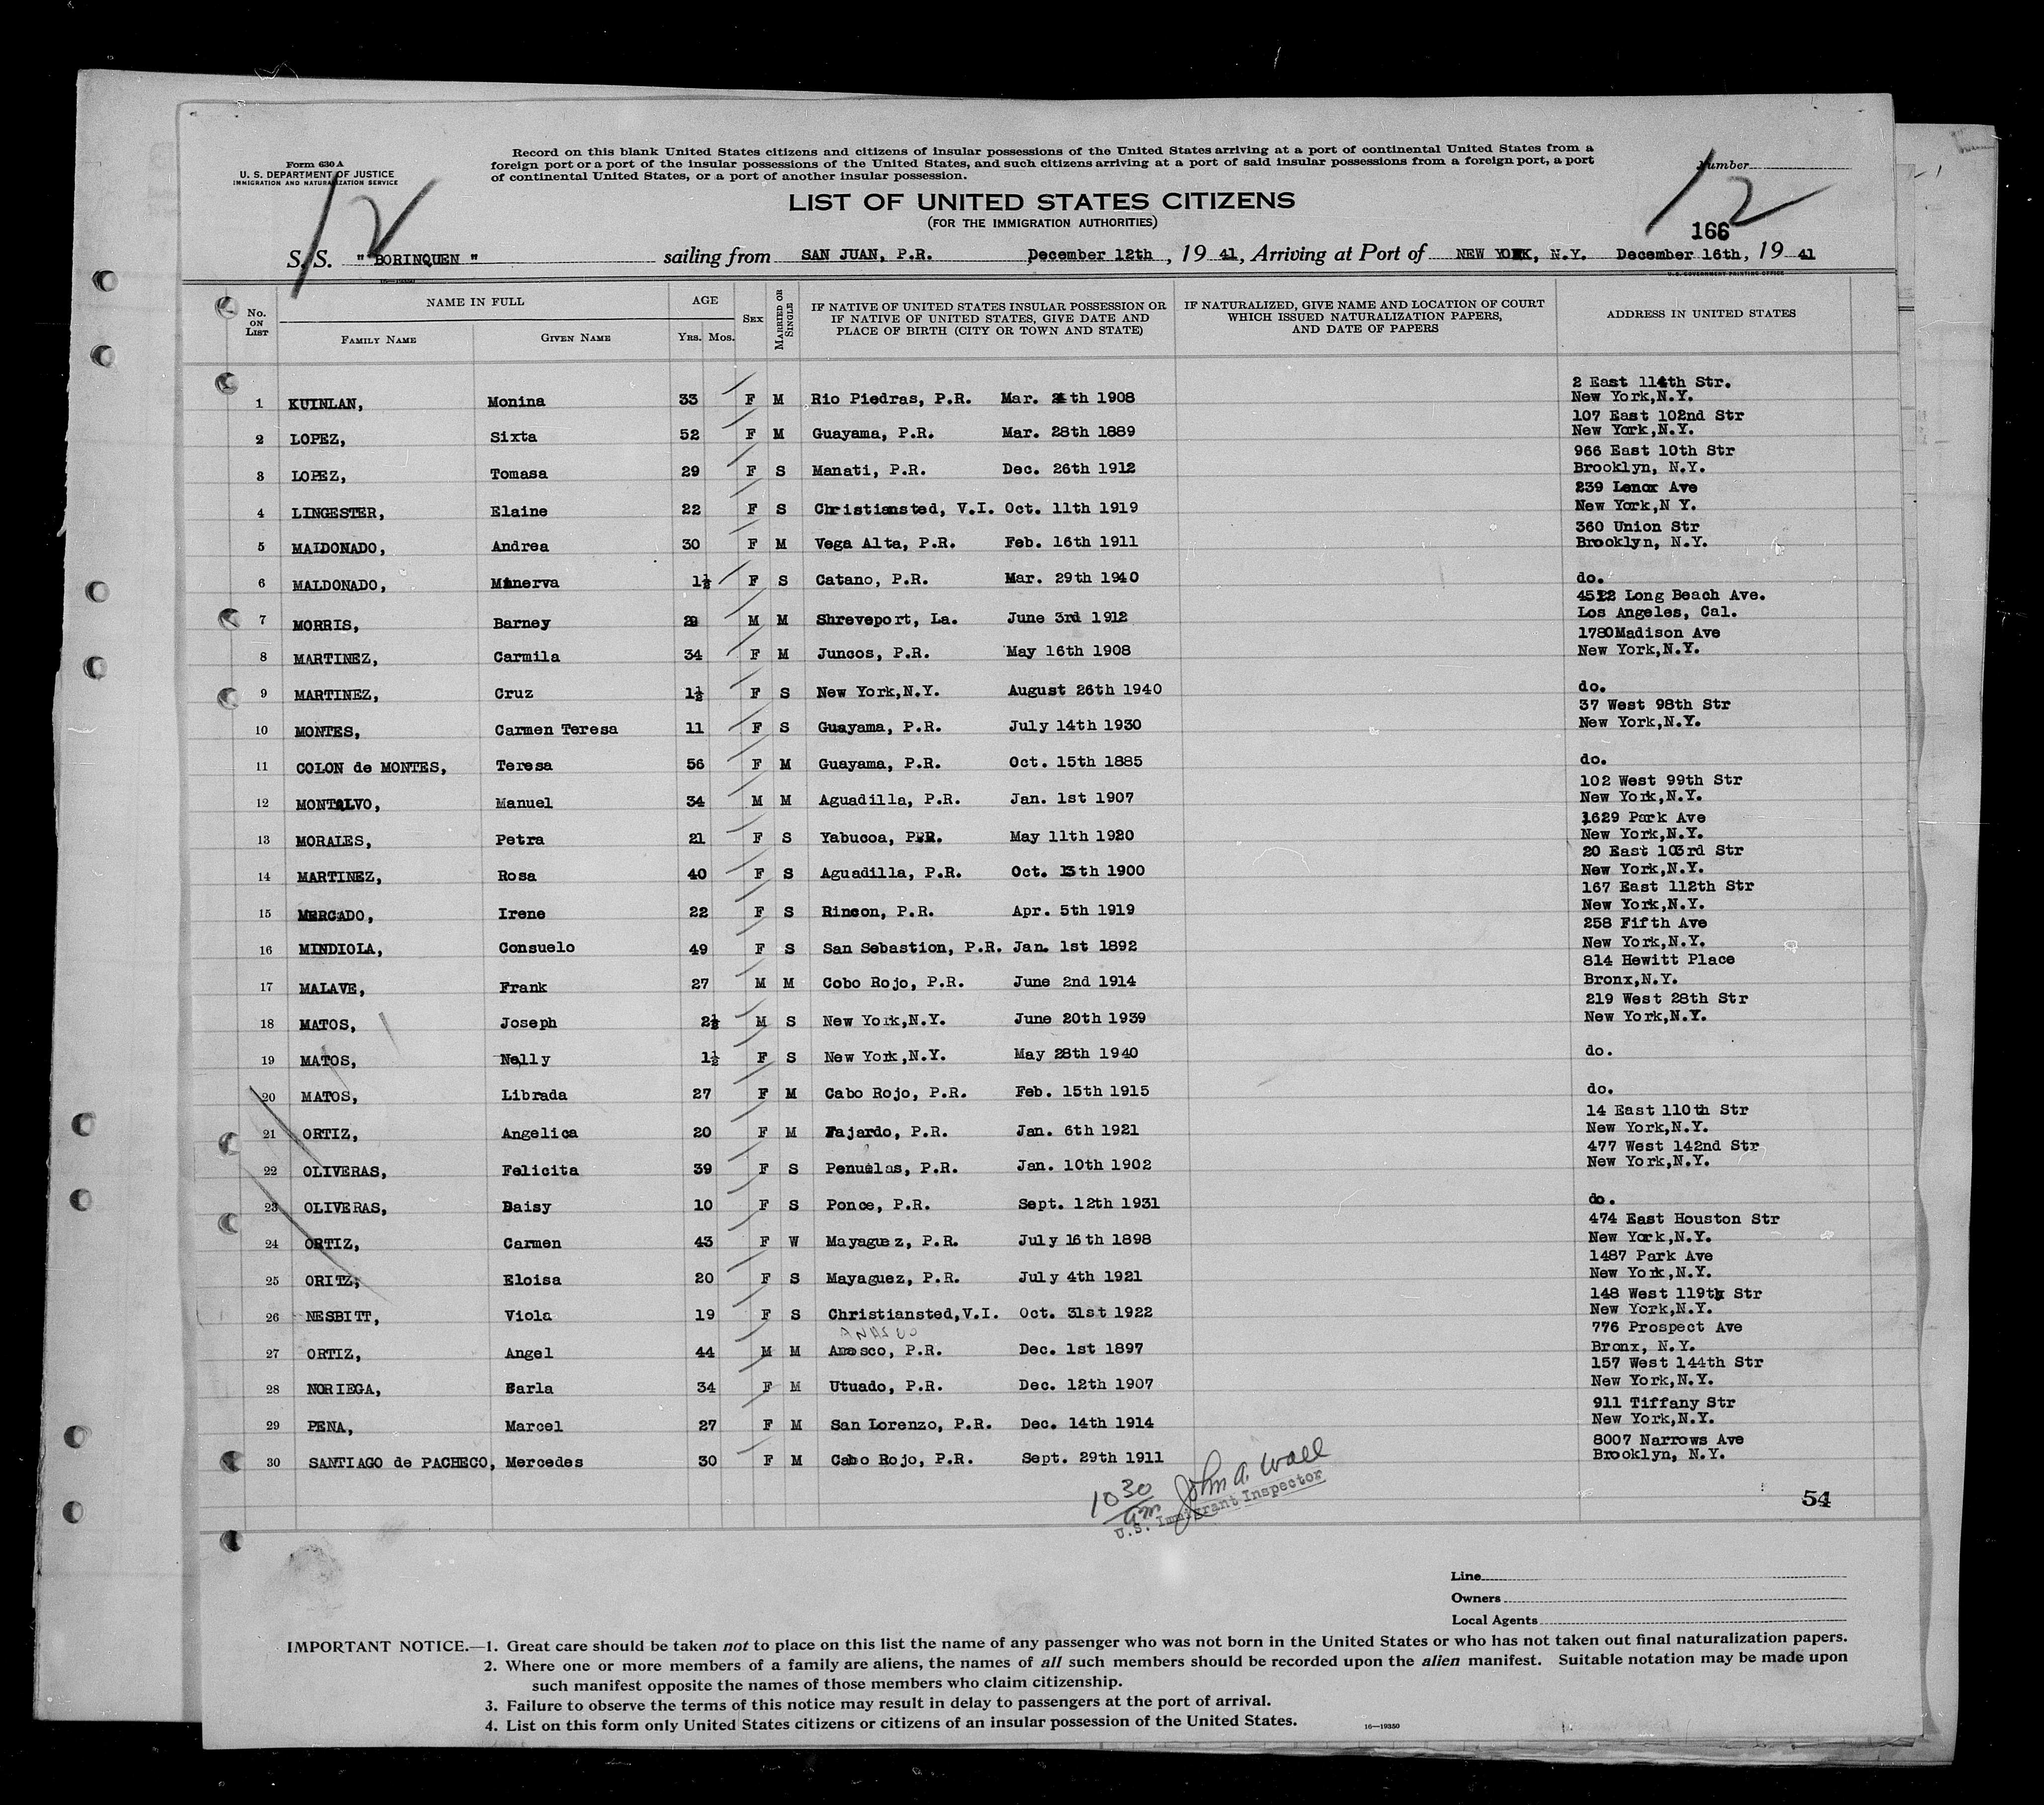 Form 630 A
U. S. DEPARTMENT OF JUSTICE
IMMIGRATION AND NATURALIZATION SERVICE
Record on this blank United States citizens and citizens of insular possessions of the United States arriving at a port of continental United States from a
foreign port or a port of the insular possessions of the United States, and such citizens arriving at a port of said insular possessions from a foreign port, a port
of continental United States, or a port of another insular possession.
Number
12
12
LIST OF UNITED STATES CITIZENS
(FOR THE IMMIGRATION AUTHORITIES)
166
S. S. "BORINQUEN" sailing from SAN JUAN, P.R. December 12th, 19 41, Arriving at Port of NEW YORK, N.Y. December 16th, 19 41
16—19350
U.S. GOVERNMENT PRINTING OFFICE
No. ON LIST NAME IN FULL AGE SEX MARRIED OR SINGLE IF NATIVE OF UNITED STATES INSULAR POSSESSION OR IF NATIVE OF UNITED STATES, GIVE DATE AND PLACE OF BIRTH (CITY OR TOWN AND STATE) IF NATURALIZED, GIVE NAME AND LOCATION OF COURT WHICH ISSUED NATURALIZATION PAPERS, AND DATE OF PAPERS ADDRESS IN UNITED STATES
FAMILY NAME GIVEN NAME YRS. MOS.
2 East 114th Str.
1 KUINLAN, Monina 33 F M Rio Piedras, P.R. Mar. 4th 1908 New York,N.Y.
107 East 102nd Str
2 LOPEZ, Sixta 52 F M Guayama, P.R. Mar. 28th 1889 New York,N.Y.
966 East 10th Str
3 LOPEZ, Tomasa 29 F S Manati, P.R. Dec. 26th 1912 Brooklyn, N.Y.
239 Lenox Ave
4 LINGESTER, Elaine 22 F S Christiansted, V.I. Oct. 11th 1919 New York,N Y.
360 Union Str
5 MALDONADO, Andrea 30 F M Vega Alta, P.R. Feb. 16th 1911 Brooklyn, N.Y.
6 MALDONADO, Minerva 1½ F S Catano, P.R. Mar. 29th 1940 do.
4512 Long Beach Ave.
7 MORRIS, Barney 29 M M Shreveport, La. June 3rd 1912 Los Angeles, Cal.
1780Madison Ave
8 MARTINEZ, Carmila 34 F M Juncos, P.R. May 16th 1908 New York,N.Y.
9 MARTINEZ, Cruz 1½ F S New York,N.Y. August 26th 1940 do.
37 West 98th Str
10 MONTES, Carmen Teresa 11 F S Guayama, P.R. July 14th 1930 New York,N.Y.
11 COLON de MONTES, Teresa 56 F M Guayama, P.R. Oct. 15th 1885 do.
102 West 99th Str
12 MONTALVO, Manuel 34 M M Aguadilla, P.R. Jan. 1st 1907 New York,N.Y.
1629 Park Ave
13 MORALES, Petra 21 F S Yabucoa, P.R. May 11th 1920 New York,N.Y.
20 East 103rd Str
14 MARTINEZ, Rosa 40 F S Aguadilla, P.R. Oct. 13th 1900 New York,N.Y.
167 East 112th Str
15 MERCADO, Irene 22 F S Rincon, P.R. Apr. 5th 1919 New York,N.Y.
258 Fifth Ave
16 MINDIOLA, Consuelo 49 F S San Sebastion, P.R. Jan. 1st 1892 New York,N.Y.
814 Hewitt Place
17 MALAVE, Frank 27 M M Cobo Rojo, P.R. June 2nd 1914 Bronx,N.Y.
219 West 28th Str
18 MATOS, Joseph 2½ M S New York,N.Y. June 20th 1939 New York,N.Y.
19 MATOS, Nelly 1½ F S New York,N.Y. May 28th 1940 do.
20 MATOS, Librada 27 F M Cabo Rojo, P.R. Feb. 15th 1915 do.
14 East 110th Str
21 ORTIZ, Angelica 20 F M Fajardo, P.R. Jan. 6th 1921 New York,N.Y.
477 West 142nd Str
22 OLIVERAS, Felicita 39 F S Penuelas, P.R. Jan. 10th 1902 New York,N.Y.
23 OLIVERAS, Daisy 10 F S Ponce, P.R. Sept. 12th 1931 do.
474 East Houston Str
24 ORTIZ, Carmen 43 F W Mayaguez, P.R. July 16th 1898 New York,N.Y.
1487 Park Ave
25 ORITZ, Eloisa 20 F S Mayaguez, P.R. July 4th 1921 New York,N.Y.
148 West 119th Str
26 NESBITT, Viola 19 F S Christiansted,V.I. Oct. 31st 1922 New York,N.Y.
ANASCO
776 Prospect Ave
27 ORTIZ, Angel 44 M M Anasco, P.R. Dec. 1st 1897 Bronx, N.Y.
157 West 144th Str
28 NORIEGA, Earla 34 F M Utuado, P.R. Dec. 12th 1907 New York,N.Y.
911 Tiffany Str
29 PENA, Marcel 27 F M San Lorenzo, P.R. Dec. 14th 1914 New York,N.Y.
8007 Narrows Ave
30 SANTIAGO de PACHECO, Mercedes 30 F M Cabo Rojo, P.R. Sept. 29th 1911 Brooklyn, N.Y.
10 30 am John A. Wall
U.S. Immigrant Inspector
54
Line
Owners
Local Agents
IMPORTANT NOTICE.—1. Great care should be taken not to place on this list the name of any passenger who was not born in the United States or who has not taken out final naturalization papers.
2. Where one or more members of a family are aliens, the names of all such members should be recorded upon the alien manifest. Suitable notation may be made upon
such manifest opposite the names of those members who claim citizenship.
3. Failure to observe the terms of this notice may result in delay to passengers at the port of arrival.
4. List on this form only United States citizens or citizens of an insular possession of the United States.
16—19350